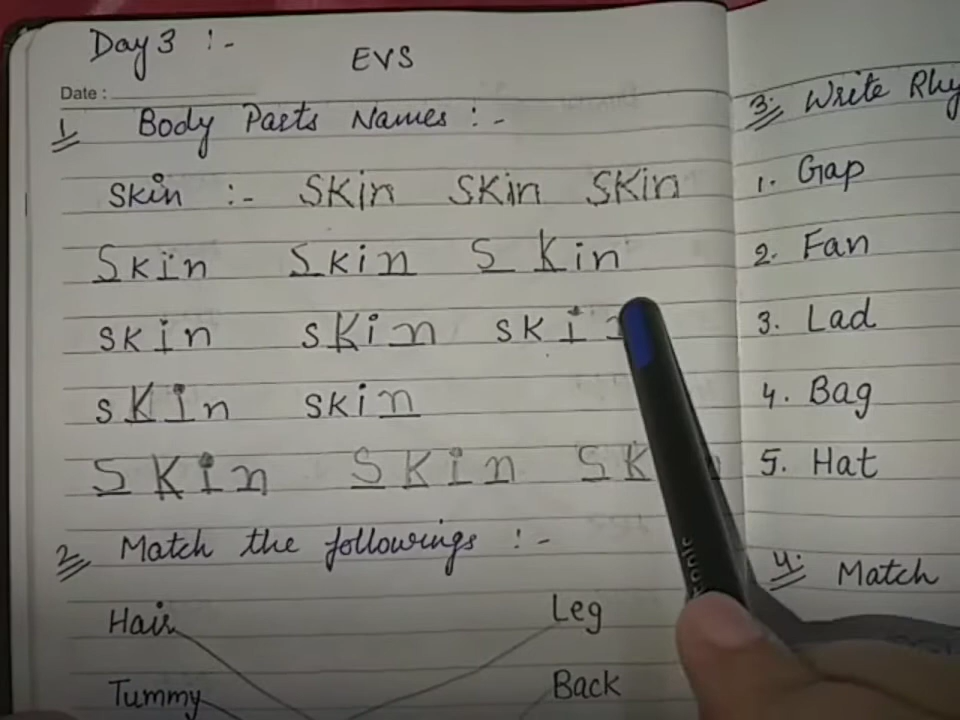 Day 3 :-
EVS
Date :
1 Body Parts Names :-
Skin :- Skin Skin Skin
Skin Skin Skin
skin skin skin
skin skin
Skin Skin
2 Match the followings :-
Hair Leg
Tummy Back
3. Write
1. Gap
2. Fan
3. Lad
4. Bag
5. Hat
4. Match